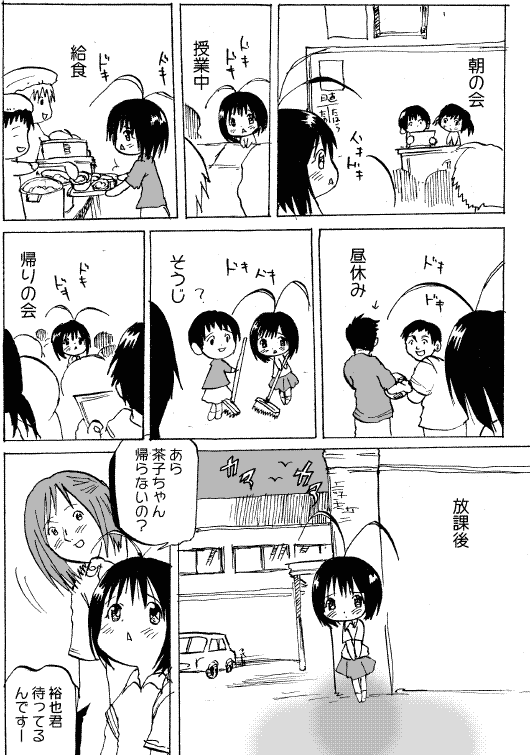 朝の会
ドキ
ドキ
日直
授業中
ドキ
ドキ
給食
ドキ
ドキ
昼休み
ドキ
ドキ
そうじ
?
ドキ
ドキ
帰りの会
ドキ
ドキ
放課後
カァ
カァ
あら
茶子ちゃん
帰らないの?
裕也君
待ってる
んですー